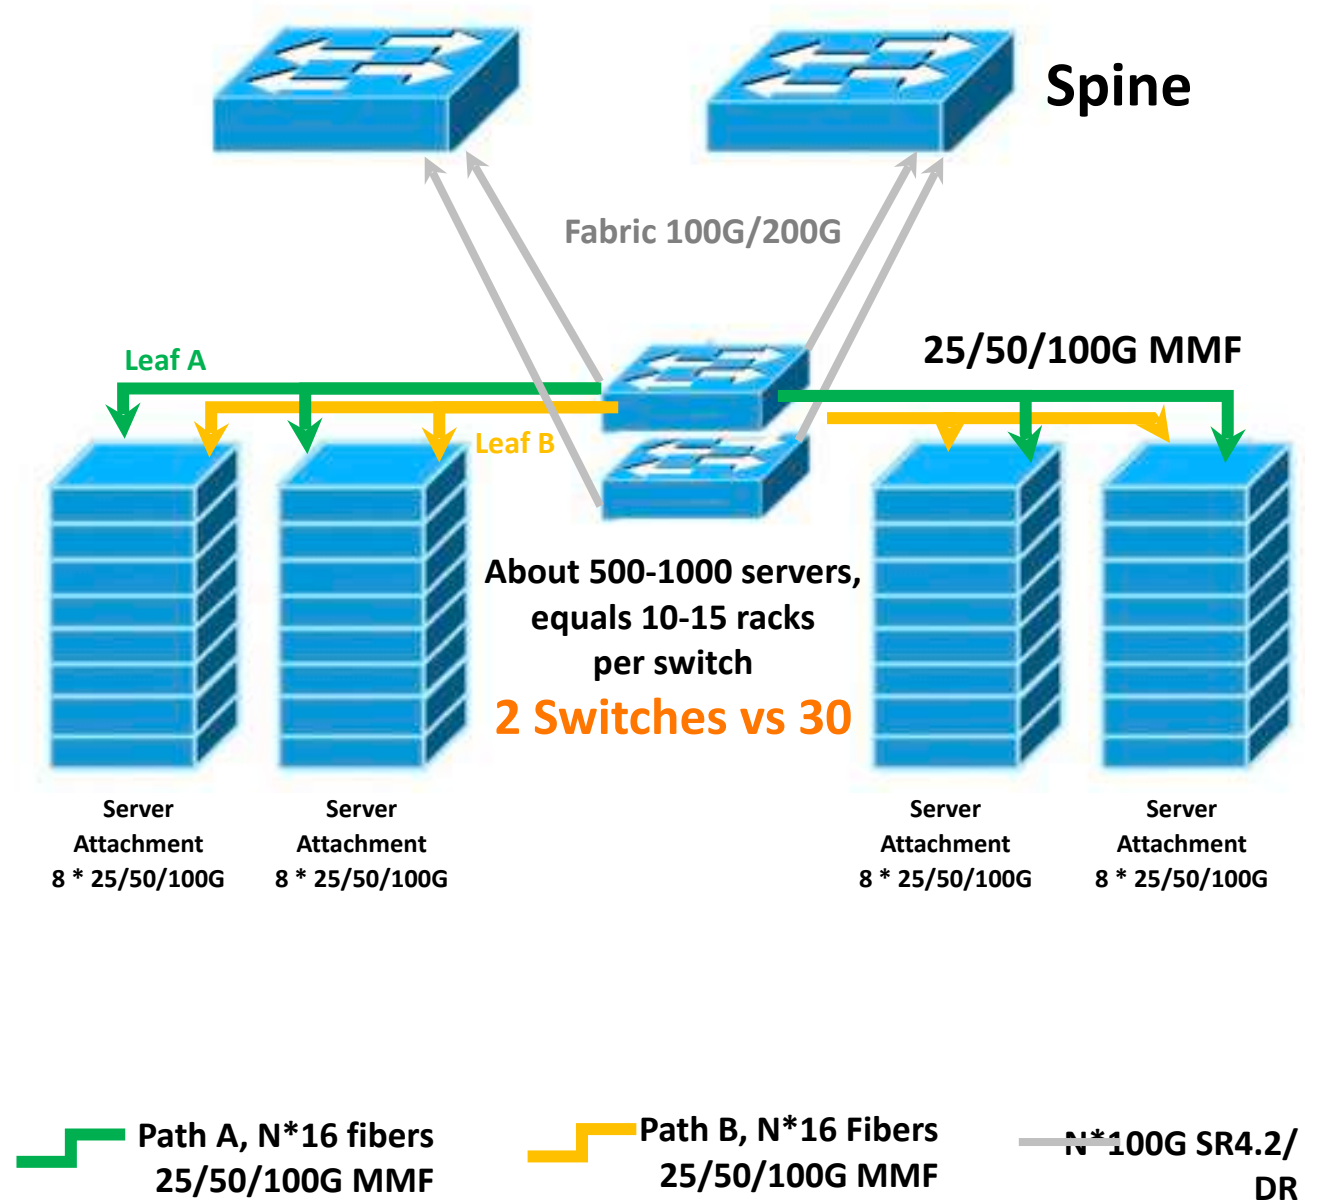 Spine
Fabric 100G/200G
25/50/100G MMF
Leaf A
Leaf B
About 500-1000 servers,
equals 10-15 racks
per switch
2 Switches vs 30
Server
Attachment
8 * 25/50/100G
Server
Attachment
8 * 25/50/100G
Server
Attachment
8 * 25/50/100G
Server
Attachment
8 * 25/50/100G
Path A, N*16 fibers
25/50/100G MMF
Path B, N*16 Fibers
25/50/100G MMF
N*100G SR4.2/
DR